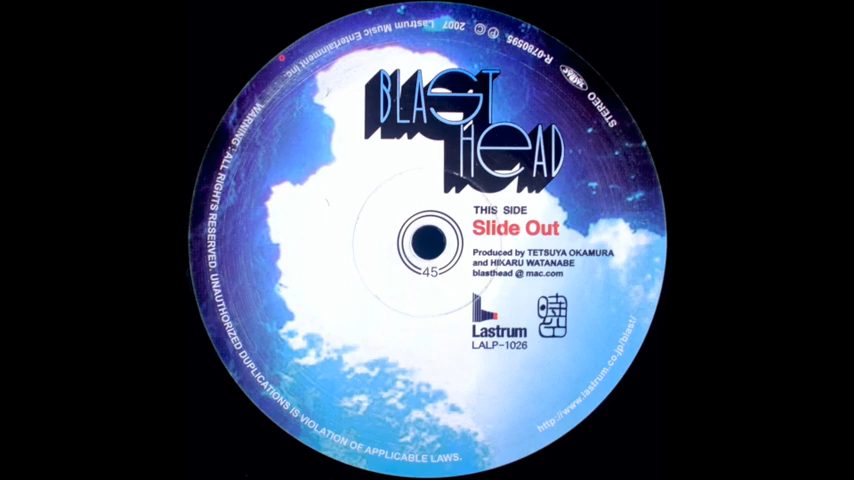 BLAST
HEAD
THIS SIDE
Slide Out
Produced by TETSUYA OKAMURA
and HIKARU WATANABE
blasthead @ mac.com
45
Lastrum
LALP-1026
STEREO
R-0780595
Ⓟ Ⓒ 2007 Lastrum Music Entertainment Inc.
WARNING: ALL RIGHTS RESERVED. UNAUTHORIZED DUPLICATIONS IS VIOLATION OF APPLICABLE LAWS.
http://www.lastrum.co.jp/blast/